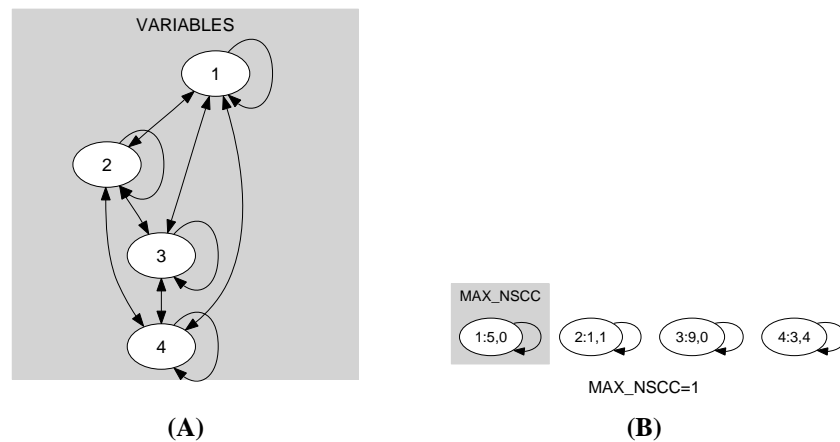 VARIABLES
1
2
3
4
MAX_NSCC
1:5,0 2:1,1 3:9,0 4:3,4
MAX_NSCC=1
(A) (B)